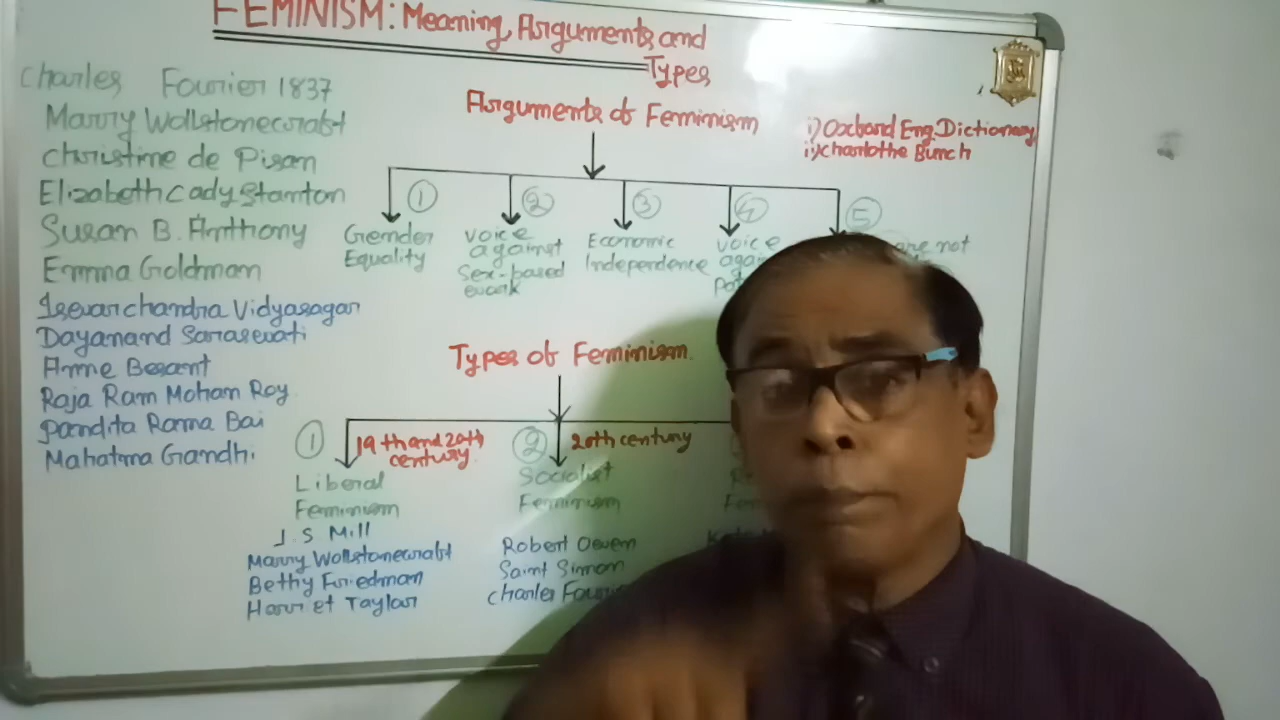 FEMINISM: Meaning, Arguments and
Types
Charles Fourier 1837
Marry Wollstonecraft
Christine de Pisan
Elizabeth Cady Stanton
Susan B. Anthony
Emma Goldman
Iswarchandra Vidyasagar
Dayanand Saraswati
Anne Besant
Raja Ram Mohan Roy
Pandita Rama Bai
Mahatma Gandhi
Arguments of Feminism
i) Oxford Eng. Dictionary
ii) Charlothe Bunch
1
Gender
Equality
2
Voice
against
Sex-based
work
3
Economic
Independence
4
Voice
5
are not
Types of Feminism
1
19th and 20th
century
Liberal
Feminism
J.S Mill
Marry Wollstonecraft
Bethy Friedman
Harriet Taylor
2
20th century
Socialist
Feminism
Robert Owen
Saint Simon
Charles